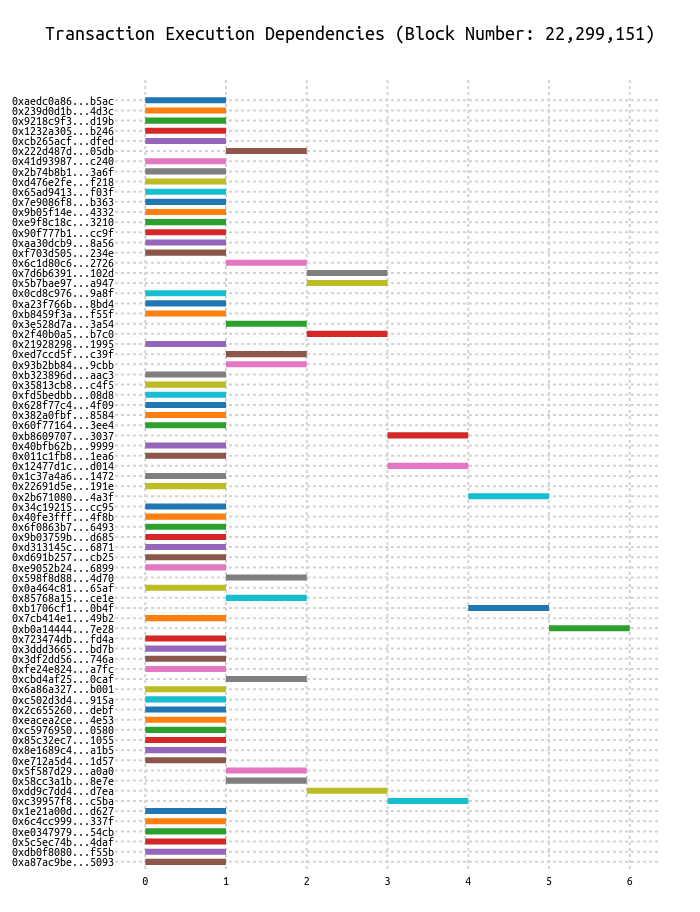 Transaction Execution Dependencies (Block Number: 22,299,151)
0xaedc0a86...b5ac
0x239d0d1b...4d3c
0x9218c9f3...d19b
0x1232a305...b246
0xcb265acf...dfed
0x222d487d...05db
0x41d93987...c240
0x2b74b8b1...3a6f
0xd476e2fe...f218
0x65ad9413...f03f
0x7e9086f8...b363
0x9b05f14e...4332
0xe9f8c18c...3210
0x90f777b1...cc9f
0xaa30dcb9...8a56
0xf703d505...234e
0x6c1d80c6...2726
0x7d6b6391...102d
0x5b7bae97...a947
0x0cd8c976...9a8f
0xa23f766b...8bd4
0xb8459f3a...f55f
0x3e528d7a...3a54
0x2f40b0a5...b7c0
0x21928298...1995
0xed7ccd5f...c39f
0x93b2bb84...9cbb
0xb323896d...aac3
0x35813cb8...c4f5
0xfd5bedbb...08d8
0x628f77c4...4f09
0x382a0fbf...8584
0x60f77164...3ee4
0xb8609707...3037
0x40bfb62b...9999
0x011c1fb8...1ea6
0x12477d1c...d014
0x1c37a4a6...1472
0x22691d5e...191e
0x2b671080...4a3f
0x34c19215...cc95
0x40fe3fff...4f8b
0x6f0863b7...6493
0x9b03759b...d685
0xd313145c...6871
0xd691b257...cb25
0xe9052b24...6899
0x598f8d88...4d70
0x0a464c81...65af
0x85768a15...ce1e
0xb1706cf1...0b4f
0x7cb414e1...49b2
0xb0a14444...7e28
0x723474db...fd4a
0x3ddd3665...bd7b
0x3df2dd56...746a
0xfe24e824...a7fc
0xcbd4af25...0caf
0x6a86a327...b001
0xc502d3d4...915a
0x2c655260...debf
0xeacea2ce...4e53
0xc5976950...0580
0x85c32ec7...1055
0x8e1689c4...a1b5
0xe712a5d4...1d57
0x5f587d29...a0a0
0x58cc3a1b...8e7e
0xdd9c7dd4...d7ea
0xc39957f8...c5ba
0x1e21a00d...d627
0x6c4cc999...337f
0xe0347979...54cb
0x5c5ec74b...4daf
0xdb0f8080...f55b
0xa87ac9be...5093
0 1 2 3 4 5 6